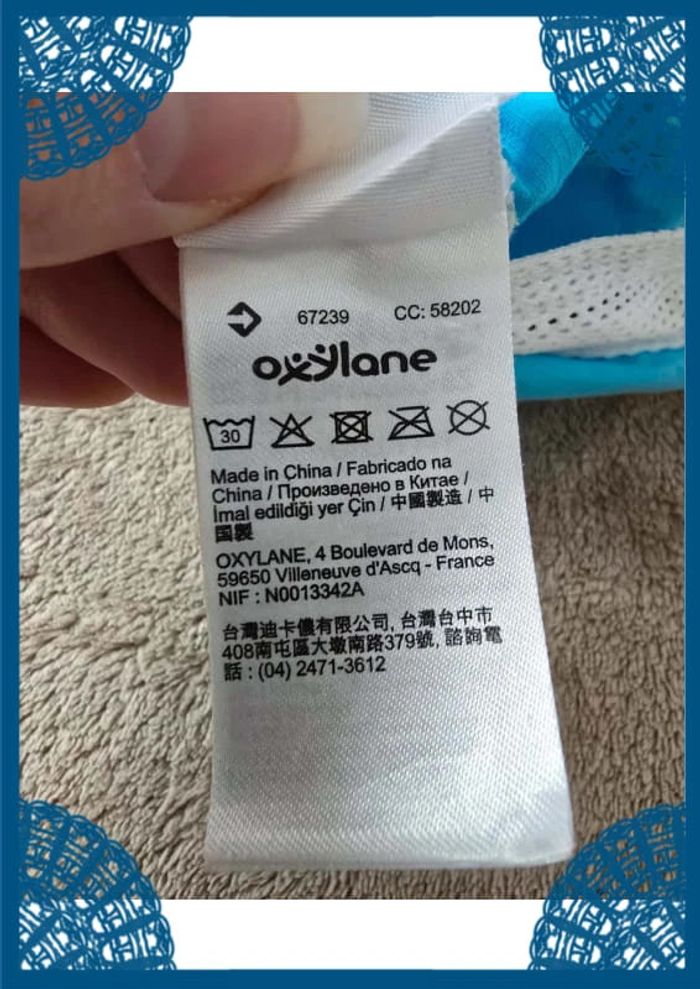 67239 CC: 58202
oxylane
30
Made in China / Fabricado na
China / Произведено в Китае /
İmal edildiği yer Çin / 中國製造 / 中
国製
OXYLANE, 4 Boulevard de Mons,
59650 Villeneuve d'Ascq - France
NIF : N0013342A
台灣迪卡儂有限公司, 台灣台中市
408南屯區大墩南路379號, 諮詢電
話 : (04) 2471-3612